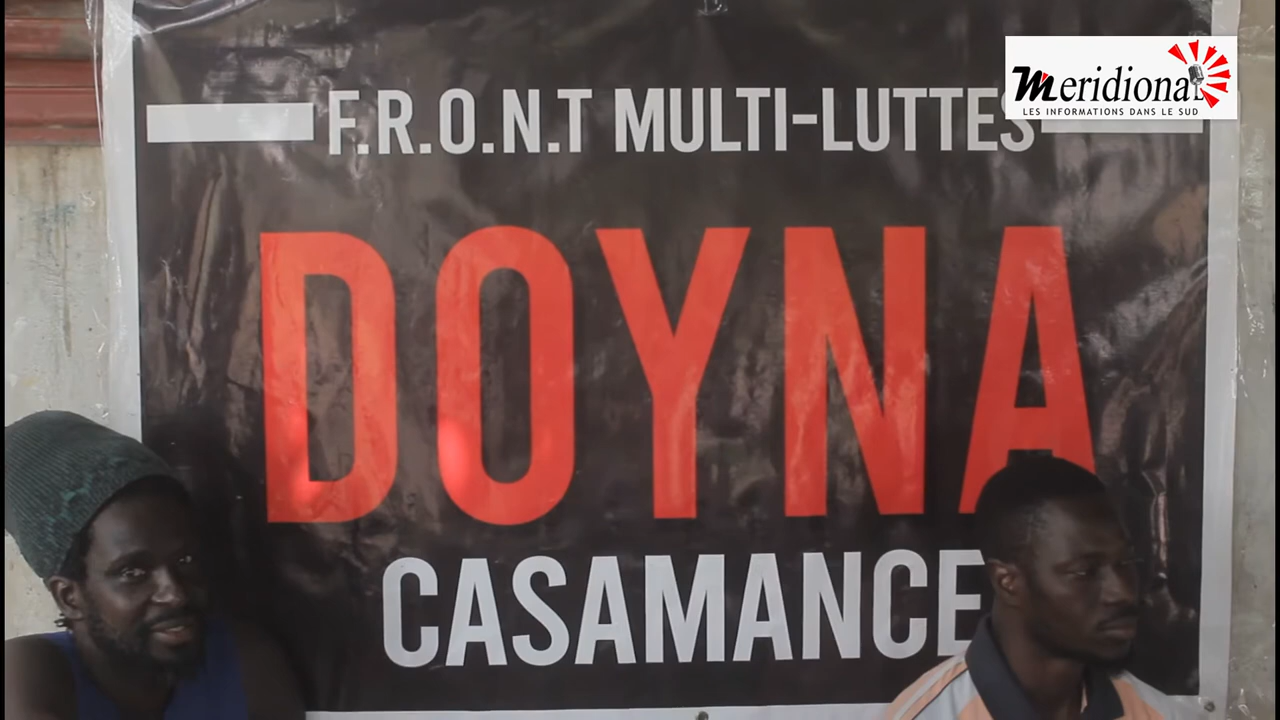 F.R.O.N.T MULTI-LUTTES
DOYNA
CASAMANCE
Meridional
LES INFORMATIONS DANS LE SUD